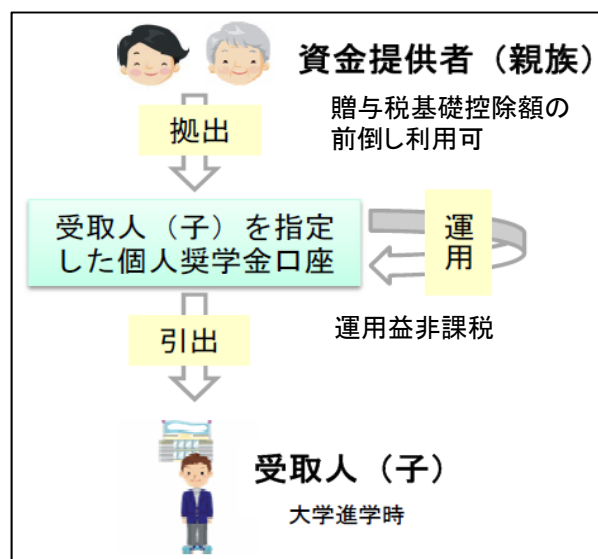 資金提供者（親族）
贈与税基礎控除額の
前倒し利用可
拠出
受取人（子）を指定
した個人奨学金口座
運
用
運用益非課税
引出
受取人（子）
大学進学時